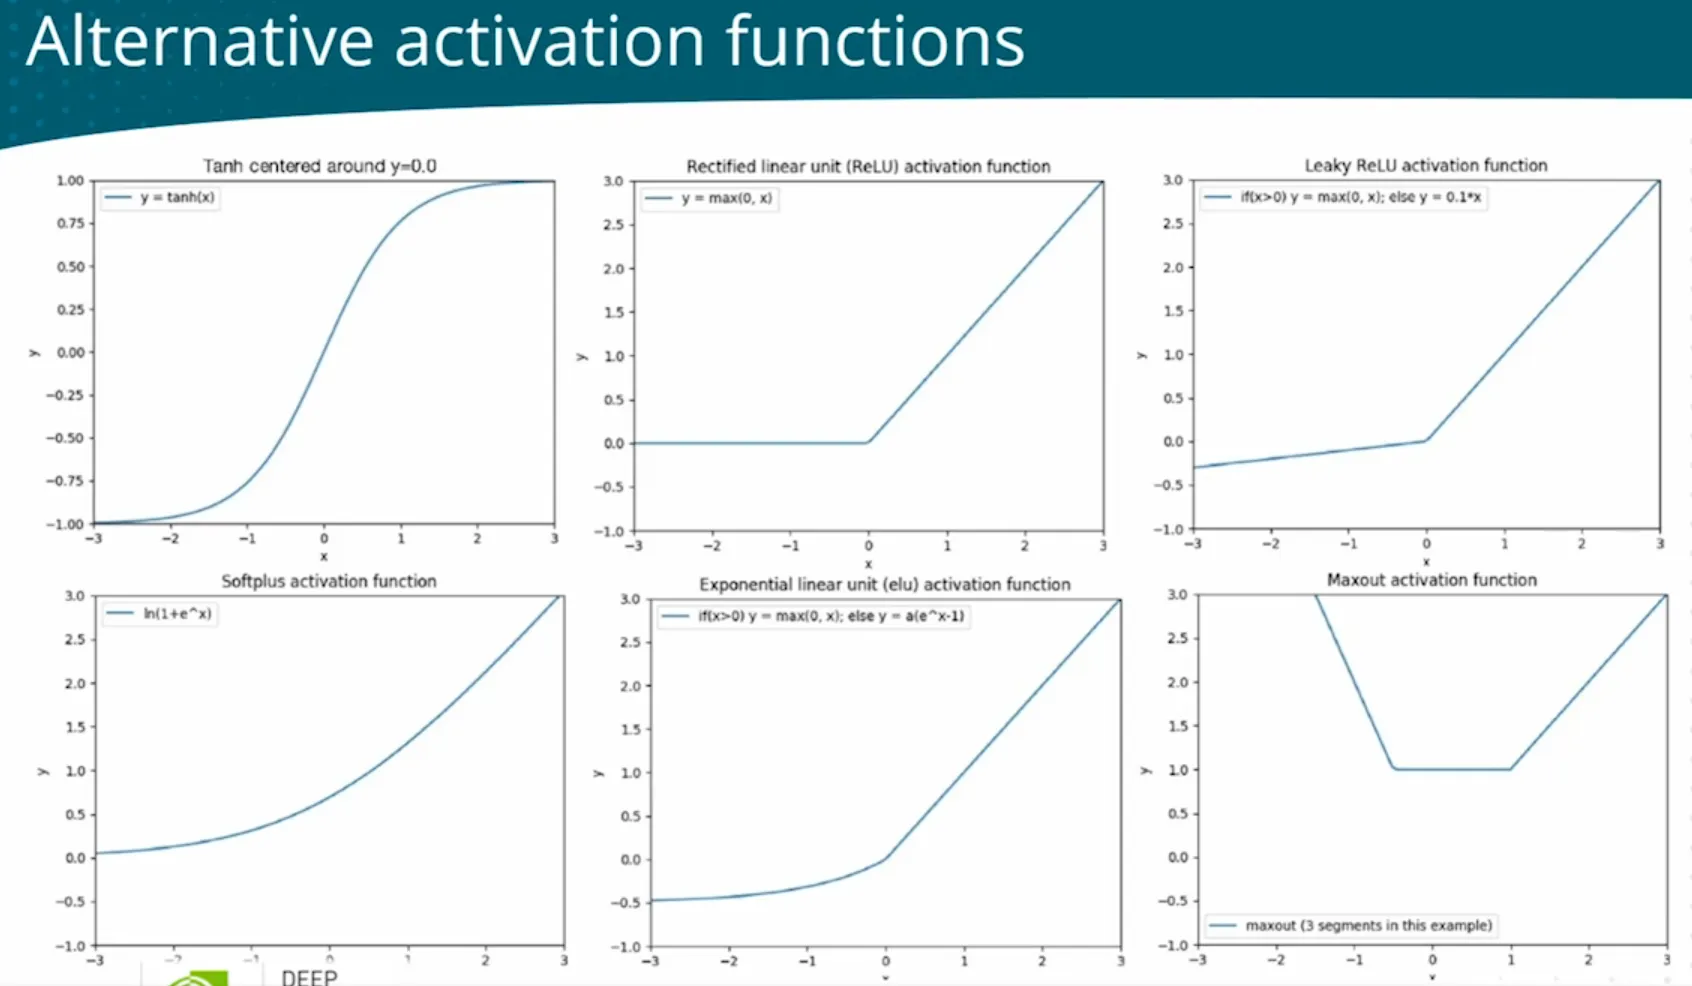 Alternative activation functions
Tanh centered around y=0.0
y = tanh(x)
1.00
0.75
0.50
0.25
0.00
−0.25
−0.50
−0.75
−1.00
y
−3 −2 −1 0 1 2 3
x
Rectified linear unit (ReLU) activation function
y = max(0, x)
3.0
2.5
2.0
1.5
1.0
0.5
0.0
−0.5
−1.0
y
−3 −2 −1 0 1 2 3
x
Leaky ReLU activation function
if(x>0) y = max(0, x); else y = 0.1*x
3.0
2.5
2.0
1.5
1.0
0.5
0.0
−0.5
−1.0
y
−3 −2 −1 0 1 2 3
x
Softplus activation function
ln(1+e^x)
3.0
2.5
2.0
1.5
1.0
0.5
0.0
−0.5
−1.0
y
−3 −2 −1 0 1 2 3
Exponential linear unit (elu) activation function
if(x>0) y = max(0, x); else y = a(e^x-1)
3.0
2.5
2.0
1.5
1.0
0.5
0.0
−0.5
−1.0
y
−3 −2 −1 0 1 2 3
x
Maxout activation function
3.0
2.5
2.0
1.5
1.0
0.5
0.0
−0.5
−1.0
y
maxout (3 segments in this example)
−3 −2 −1 0 1 2 3
x
DEEP